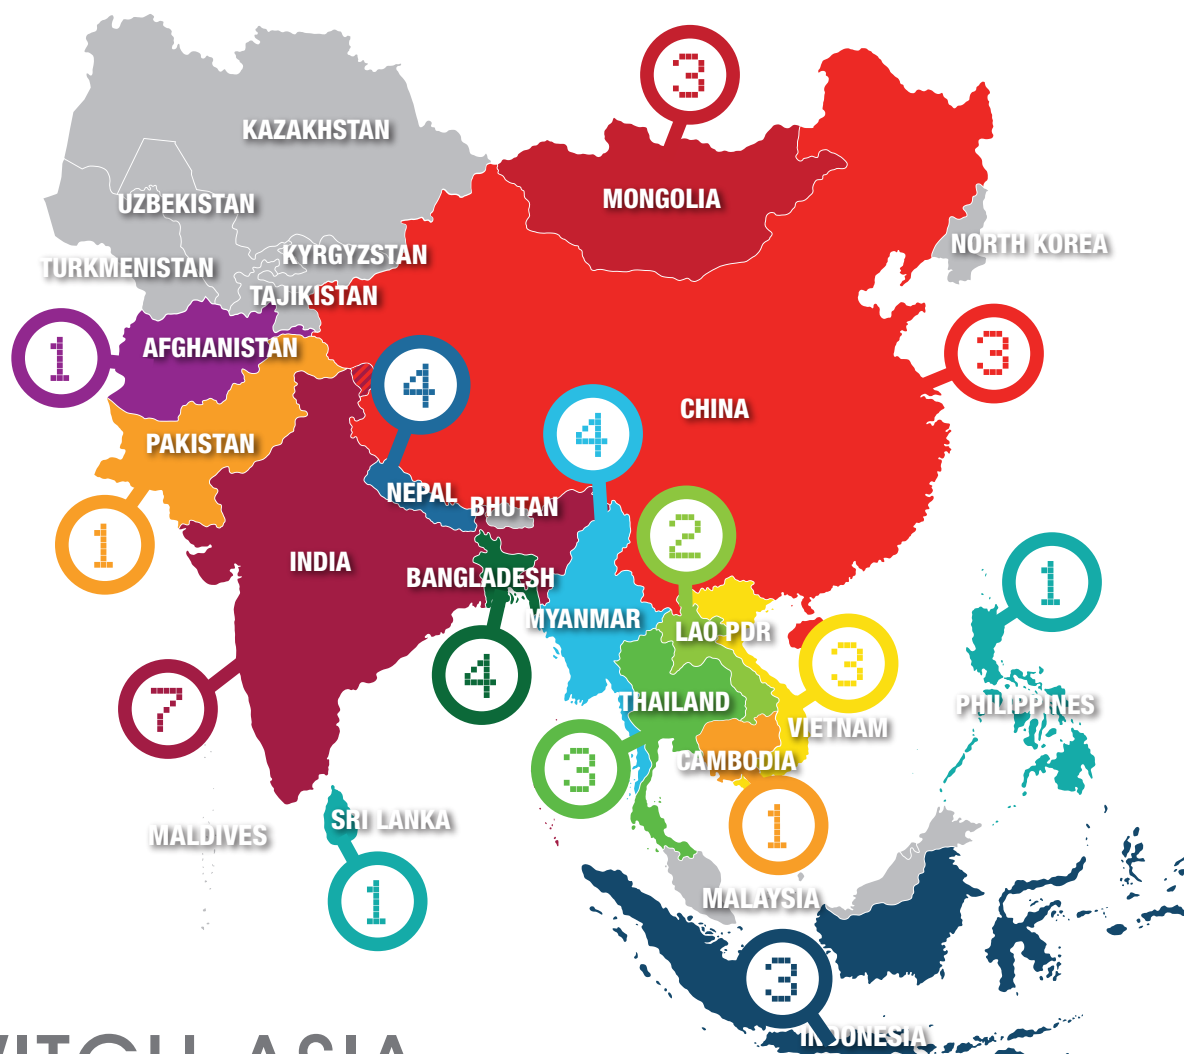 3
KAZAKHSTAN
MONGOLIA
UZBEKISTAN
NORTH KOREA
KYRGYZSTAN
TURKMENISTAN
TAJIKISTAN
1
AFGHANISTAN
3
4
CHINA
4
PAKISTAN
NEPAL
BHUTAN
1
2
INDIA
BANGLADESH
1
MYANMAR
LAO PDR
3
4
7
THAILAND
PHILIPPINES
VIETNAM
CAMBODIA
3
SRI LANKA
1
MALDIVES
MALAYSIA
1
3
INDONESIA
ASIA